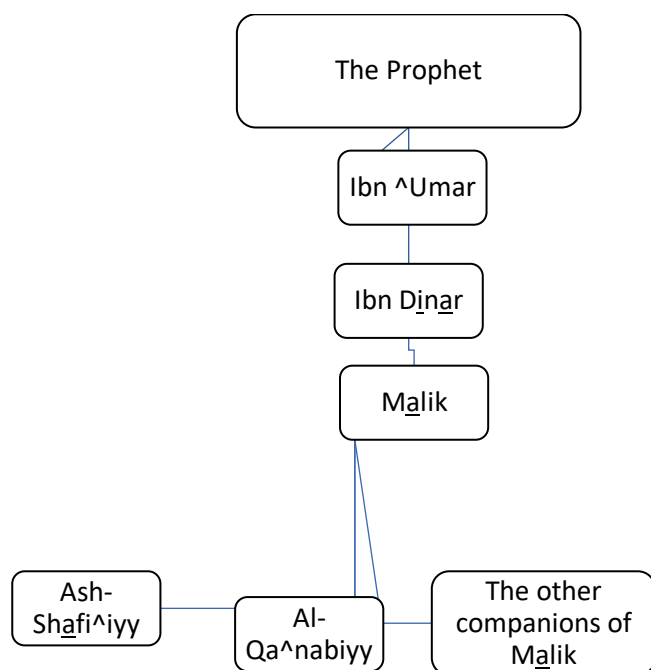 The Prophet
Ibn ^Umar
Ibn Dinar
Malik
Ash-
Shafi^iyy
Al-
Qa^nabiyy
The other
companions of
Malik